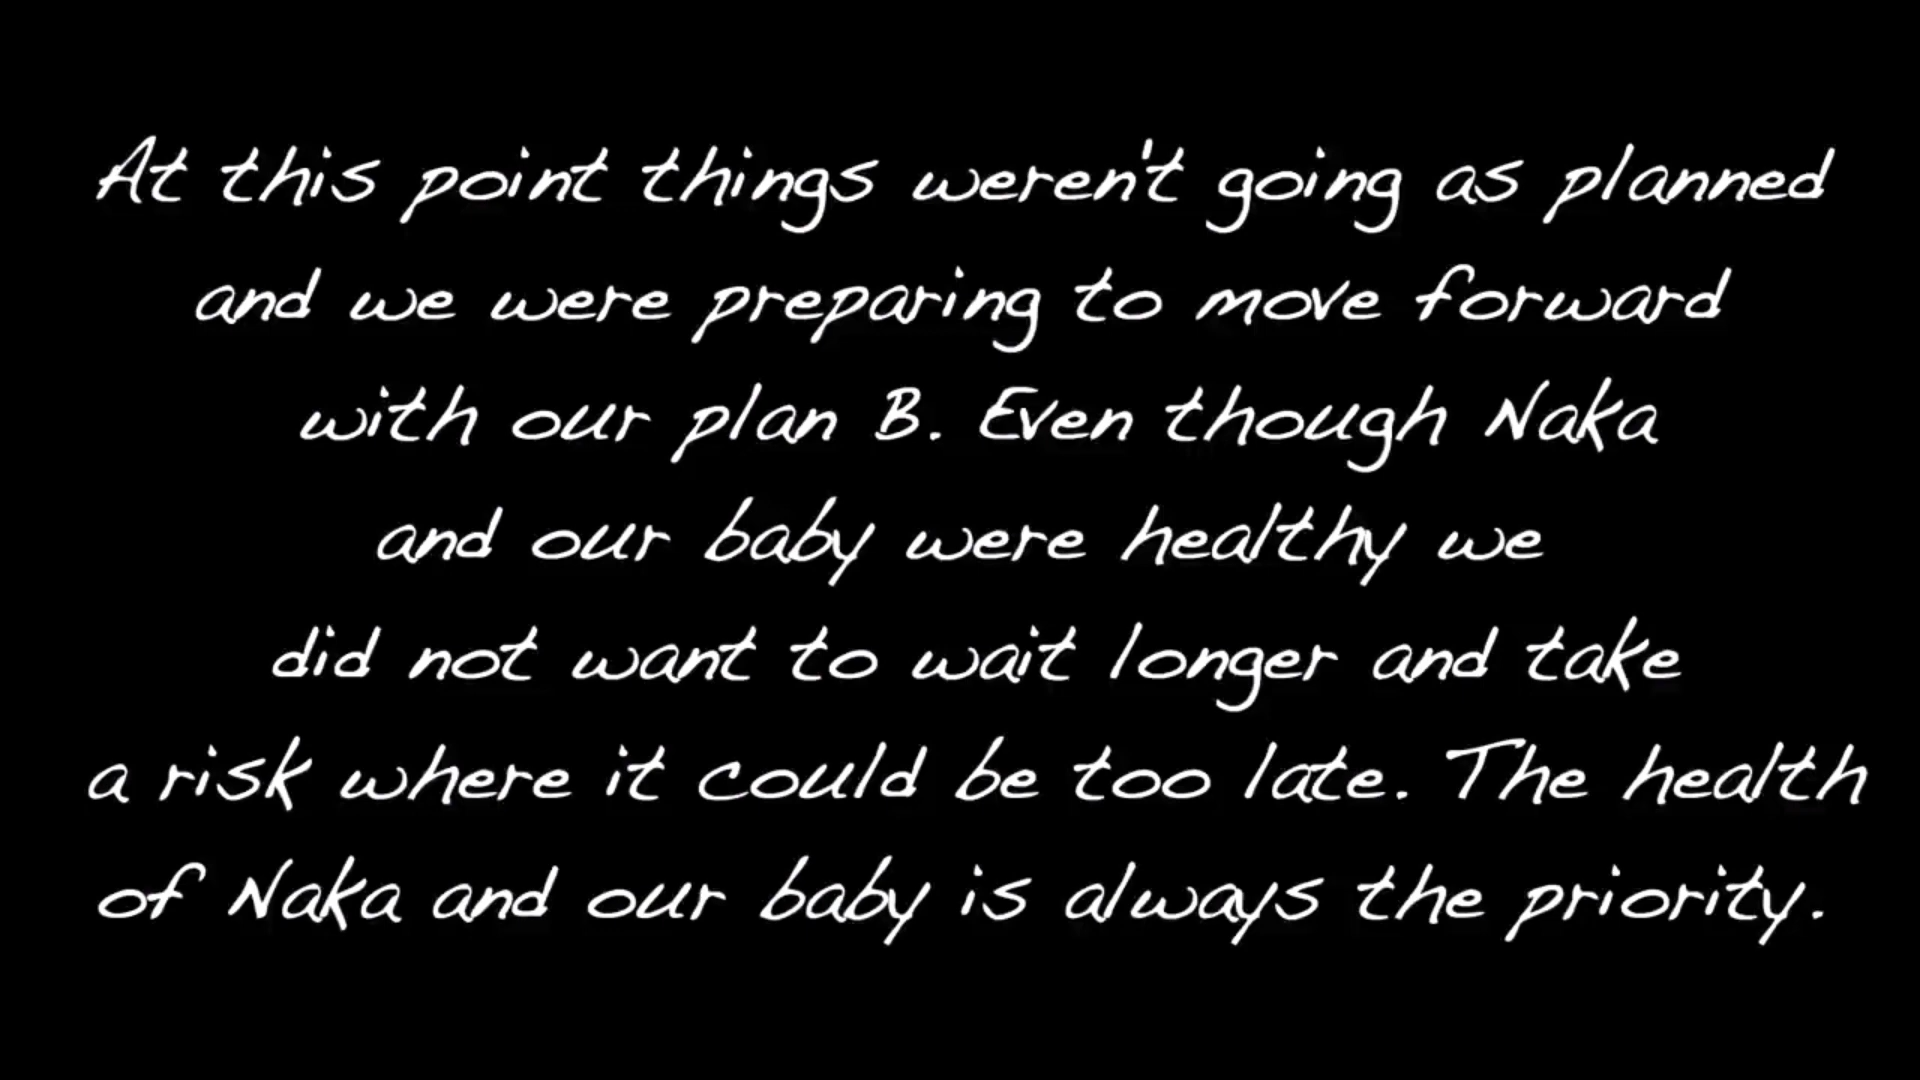 At this point things weren't going as planned
and we were preparing to move forward
with our plan B. Even though Naka
and our baby were healthy we
did not want to wait longer and take
a risk where it could be too late. The health
of Naka and our baby is always the priority.